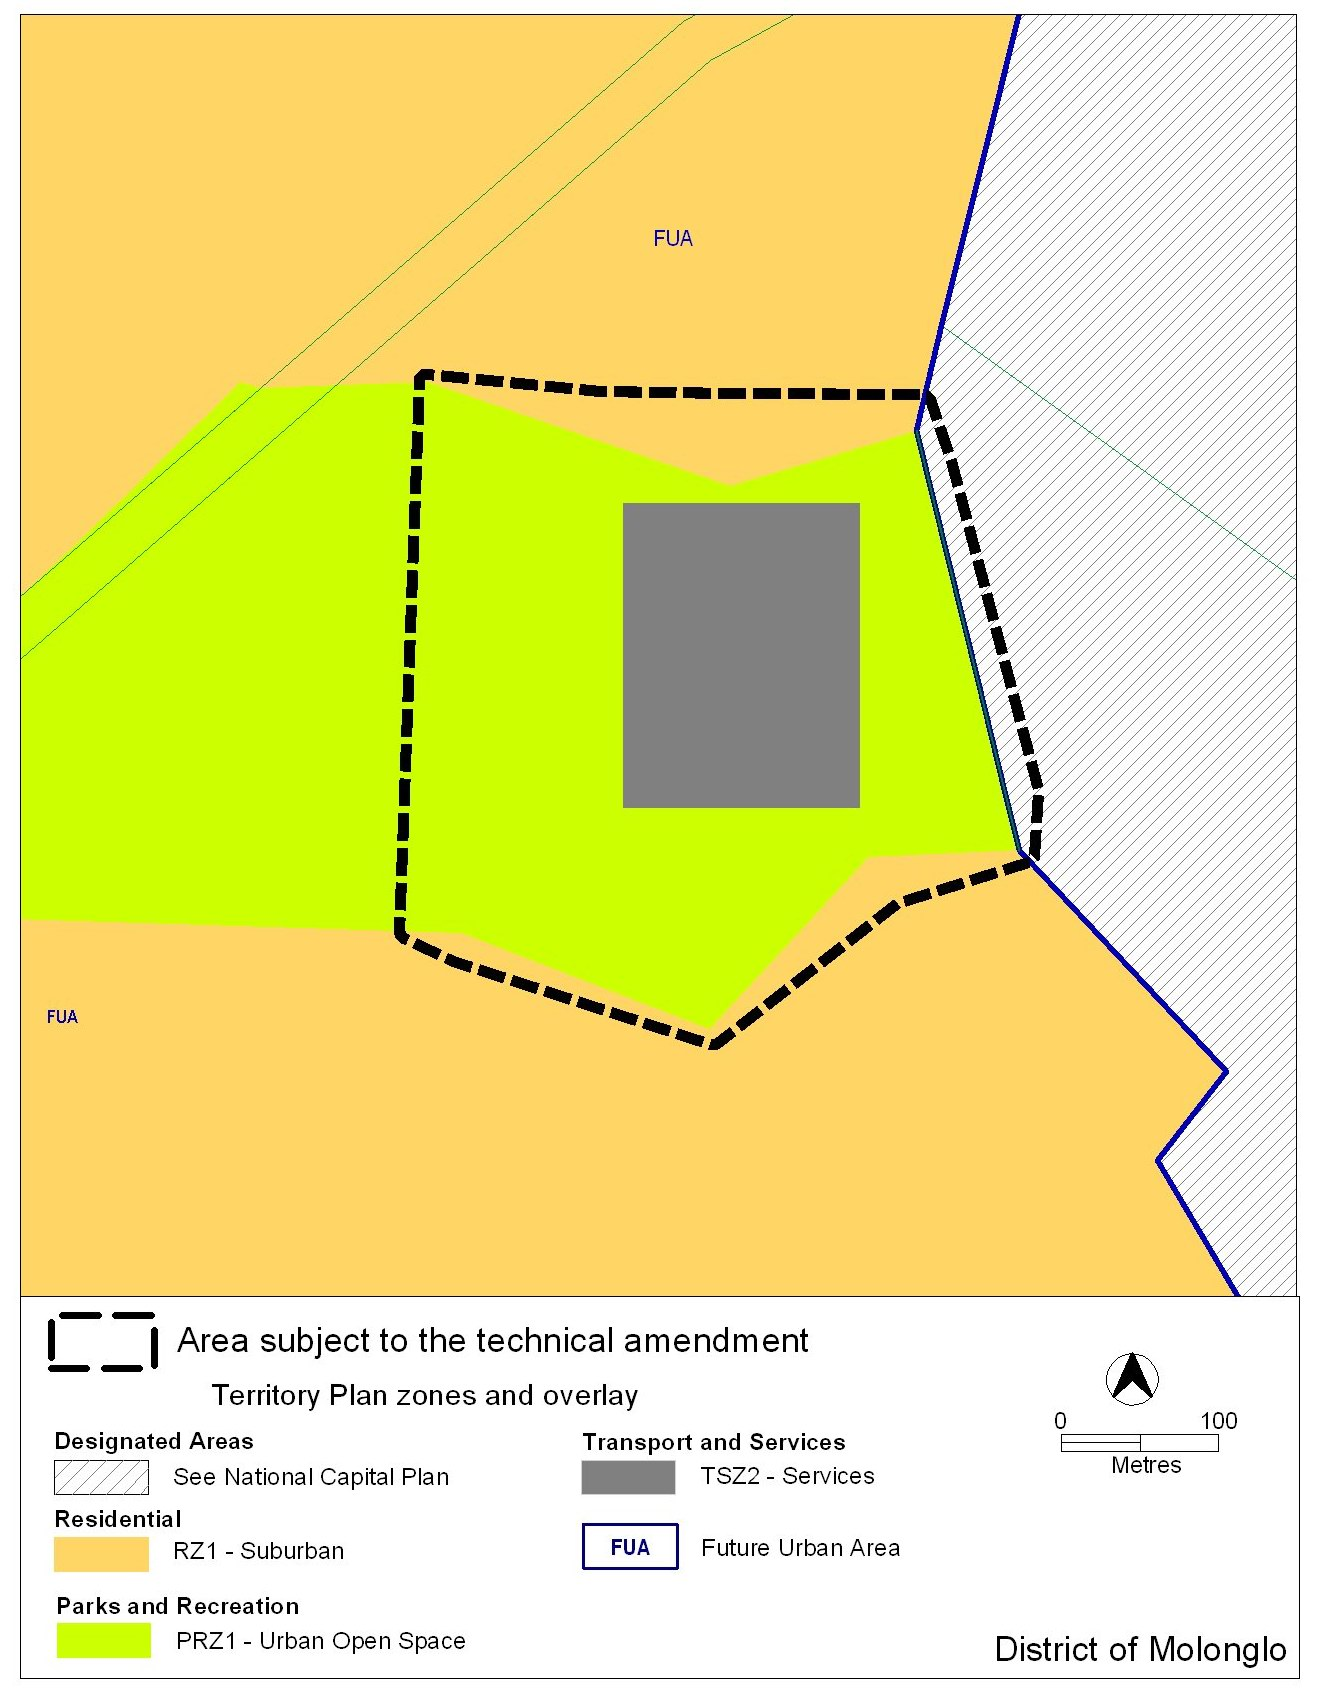 FUA
FUA
Area subject to the technical amendment
Territory Plan zones and overlay
Designated Areas
See National Capital Plan
Residential
RZ1 - Suburban
Parks and Recreation
PRZ1 - Urban Open Space
Transport and Services
TSZ2 - Services
FUA Future Urban Area
0 100
Metres
District of Molonglo